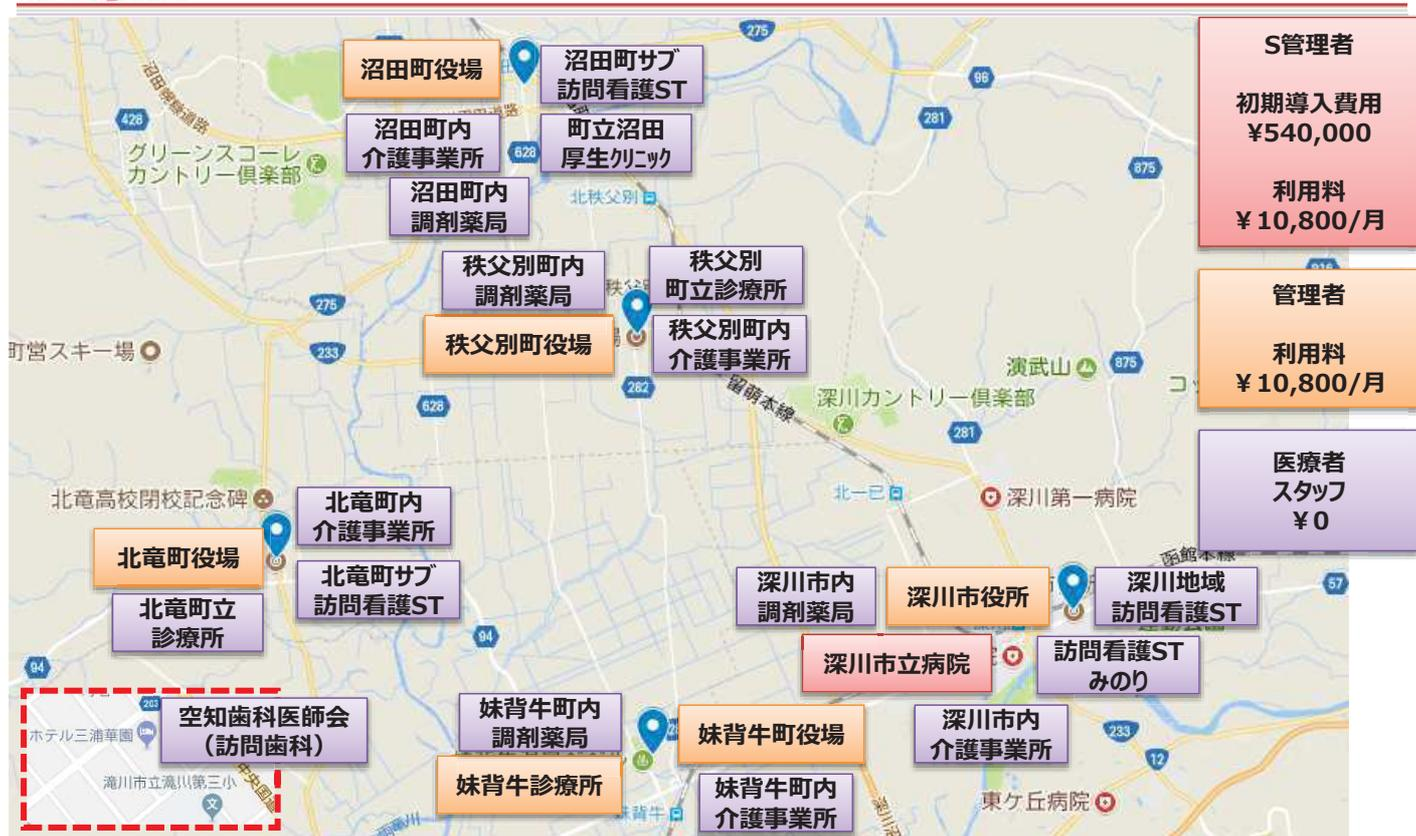 275
沼田町役場
沼田町サブ
訪問看護ST
S管理者
初期導入費用
¥540,000
利用料
¥10,800/月
沼田幌糠道路
96
428
281
沼田町内
介護事業所
628
町立沼田
厚生クリニック
グリーンスコーレ
カントリー倶楽部
875
沼田町内
調剤薬局
北秩父別
秩父別町内
調剤薬局
秩父別
町立診療所
管理者
利用料
¥10,800/月
275
秩父別町役場
秩父別町内
介護事業所
町営スキー場
233
演武山
875
282
留萌本線
深川カントリー倶楽部
628
281
医療者
スタッフ
¥0
北竜高校閉校記念碑
北竜町内
介護事業所
北一已
深川第一病院
北竜町役場
函館本線
北竜町サブ
訪問看護ST
深川市内
調剤薬局
深川市役所
深川地域
訪問看護ST
57
北竜町立
診療所
94
深川市立病院
訪問看護ST
みのり
94
空知歯科医師会
（訪問歯科）
妹背牛町内
調剤薬局
妹背牛町役場
深川市内
介護事業所
233
ホテル三浦華園
12
滝川市立滝川第三小
妹背牛診療所
妹背牛町内
介護事業所
東ケ丘病院
雨竜川